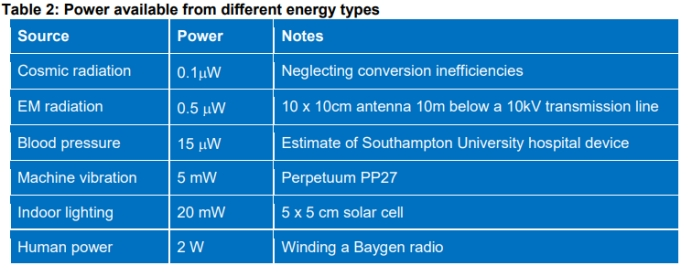 Table 2: Power available from different energy types
Source Power Notes
Cosmic radiation 0.1µW Neglecting conversion inefficiencies
EM radiation 0.5 µW 10 x 10cm antenna 10m below a 10kV transmission line
Blood pressure 15 µW Estimate of Southampton University hospital device
Machine vibration 5 mW Perpetuum PP27
Indoor lighting 20 mW 5 x 5 cm solar cell
Human power 2 W Winding a Baygen radio